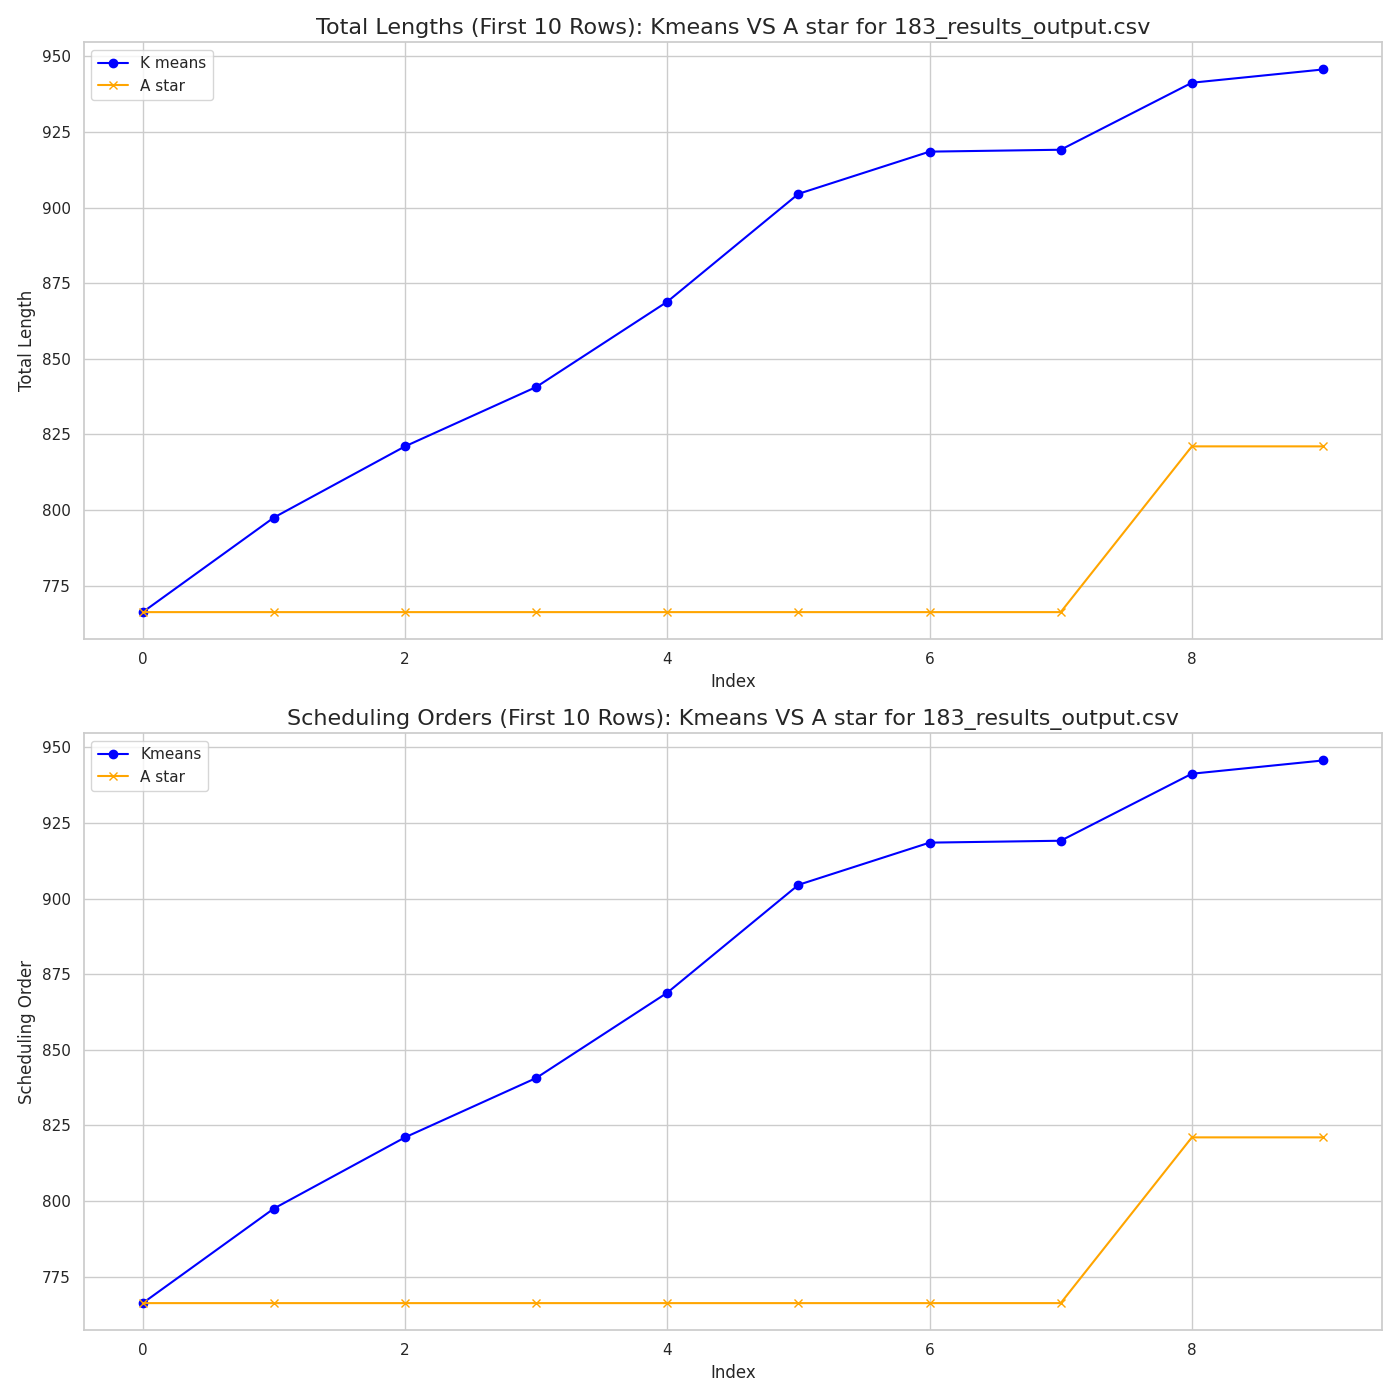 Total Lengths (First 10 Rows): Kmeans VS A star for 183_results_output.csv
K means
A star
950
925
900
875
850
825
800
775
Total Length
0 2 4 6 8
Index
Scheduling Orders (First 10 Rows): Kmeans VS A star for 183_results_output.csv
Kmeans
A star
950
925
900
875
850
825
800
775
Scheduling Order
0 2 4 6 8
Index